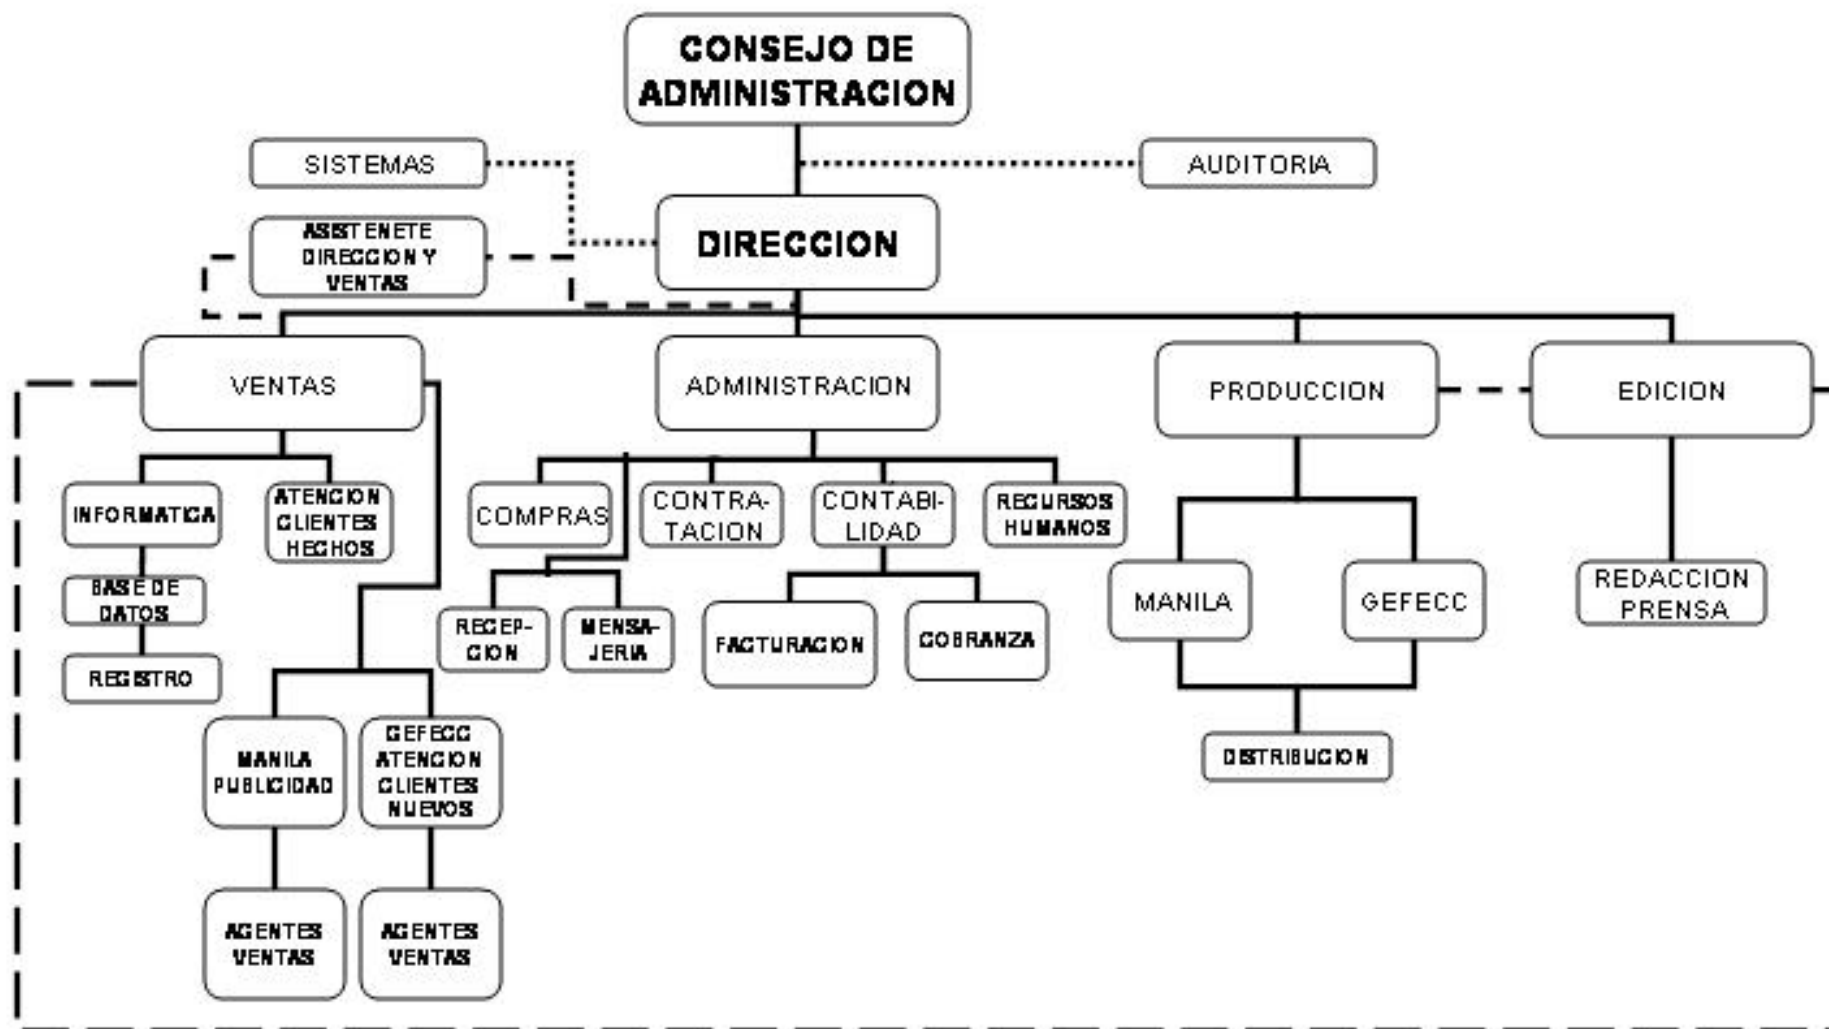 CONSEJO DE
ADMINISTRACION
SISTEMAS
AUDITORIA
ASISTENETE
DIRECCION Y
VENTAS
DIRECCION
VENTAS
ADMINISTRACION
PRODUCCION
EDICION
INFORMATICA
ATENCION
CLIENTES
HECHOS
COMPRAS
CONTRA-
TACION
CONTABI-
LIDAD
RECURSOS
HUMANOS
BASE DE
DATOS
REGISTRO
RECEP-
CION
MENSA-
JERIA
FACTURACION
COBRANZA
MANILA
GEFECC
REDACCION
PRENSA
MANILA
PUBLICIDAD
GEFECC
ATENCION
CLIENTES
NUEVOS
DISTRIBUCION
AGENTES
VENTAS
AGENTES
VENTAS